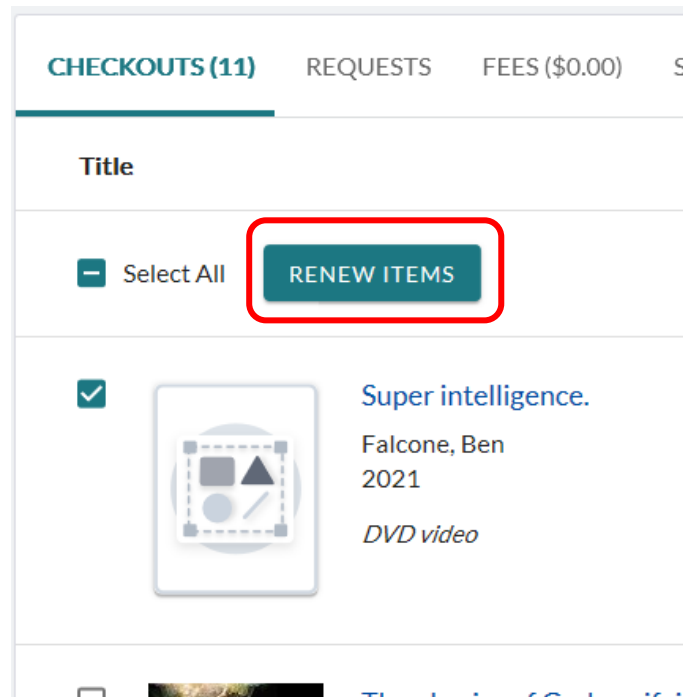 CHECKOUTS (11) REQUESTS FEES ($0.00)
Title
Select All RENEW ITEMS
Super intelligence.
Falcone, Ben
2021
DVD video